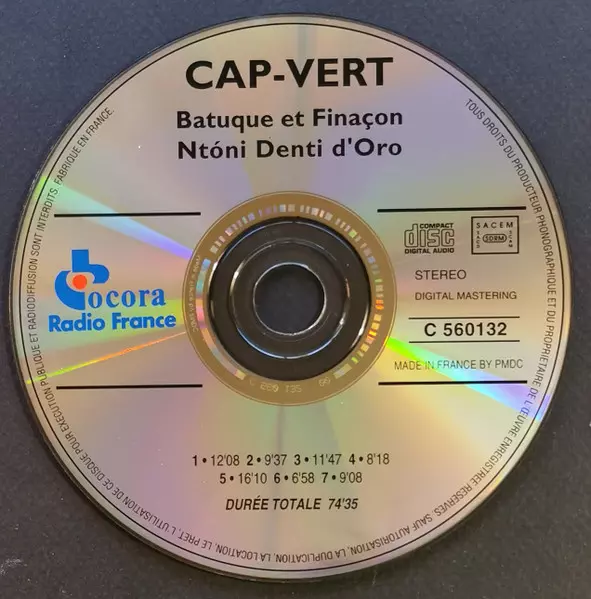 CAP-VERT
Batuque et Finaçon
Ntóni Denti d'Oro
ocora
Radio France
COMPACT
disc
DIGITAL AUDIO
SACEM
SDRM
STEREO
DIGITAL MASTERING
C 560132
MADE IN FRANCE BY PMDC
1 • 12'08 2 • 9'37 3 • 11'47 4 • 8'18
5 • 16'10 6 • 6'58 7 • 9'08
DURÉE TOTALE 74'35
TOUS DROITS DU PRODUCTEUR PHONOGRAPHIQUE ET DU PROPRIETAIRE DE L'ŒUVRE ENREGISTREE RESERVES. SAUF AUTORISATION, LA DUPLICATION, LA LOCATION, LE PRET, L'UTILISATION DE CE DISQUE POUR EXECUTION PUBLIQUE ET RADIODIFFUSION SONT INTERDITS. FABRIQUE EN FRANCE.